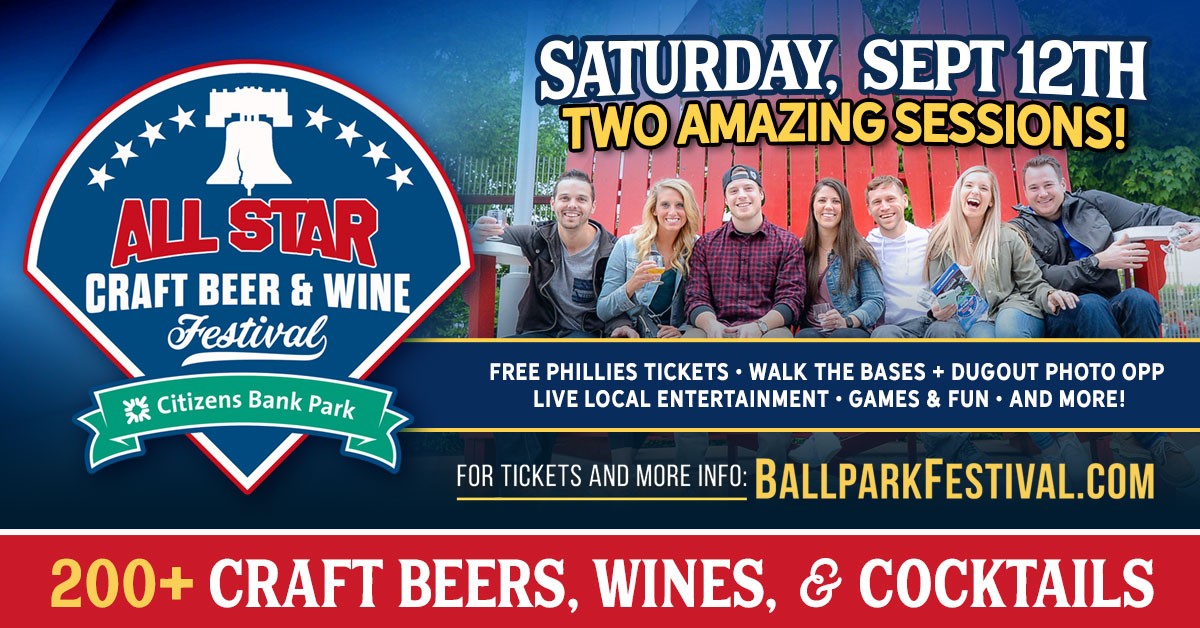 SATURDAY, SEPT 12TH
TWO AMAZING SESSIONS!
ALL STAR
CRAFT BEER & WINE
Festival
Citizens Bank Park
FREE PHILLIES TICKETS • WALK THE BASES + DUGOUT PHOTO OPP
LIVE LOCAL ENTERTAINMENT • GAMES & FUN • AND MORE!
FOR TICKETS AND MORE INFO: BALLPARKFESTIVAL.COM
200+ CRAFT BEERS, WINES, & COCKTAILS